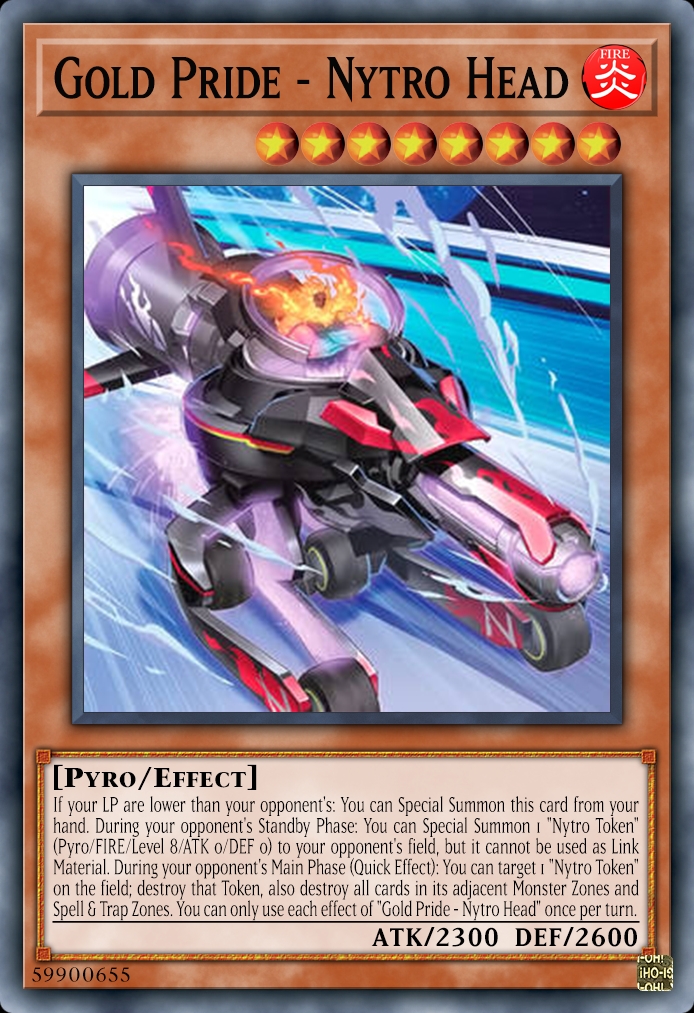 GOLD PRIDE - NYTRO HEAD
FIRE
炎
N
[PYRO/EFFECT]
If your LP are lower than your opponent's: You can Special Summon this card from your
hand. During your opponent's Standby Phase: You can Special Summon 1 "Nytro Token"
(Pyro/FIRE/Level 8/ATK 0/DEF 0) to your opponent's field, but it cannot be used as Link
Material. During your opponent's Main Phase (Quick Effect): You can target 1 "Nytro Token"
on the field; destroy that Token, also destroy all cards in its adjacent Monster Zones and
Spell & Trap Zones. You can only use each effect of "Gold Pride - Nytro Head" once per turn.
ATK/2300 DEF/2600
59900655